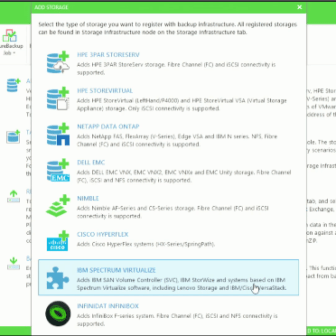 ADD STORAGE
Select the type of storage you want to register with backup infrastructure. All registered storages
can be found in Storage Infrastructure node on the Storage Infrastructure tab.
HPE 3PAR STORESERV
Adds HPE 3PAR StoreServ storage. Fibre Channel (FC) and iSCSI connectivity is
supported.
HPE STOREVIRTUAL
Adds HPE StoreVirtual (LeftHand/P4000) and HPE StoreVirtual VSA (Virtual Storage
Appliance) storage. Only iSCSI connectivity is supported.
NETAPP DATA ONTAP
Adds NetApp FAS, FlexArray (V-Series), Edge VSA and IBM N series. NFS, Fibre
Channel (FC) and iSCSI connectivity is supported.
DELL EMC
Adds DELL EMC VNX, EMC VNX2, EMC VNXe and EMC Unity storage. Fibre Channel
(FC), iSCSI and NFS connectivity is supported.
NIMBLE
Adds Nimble AF-Series and CS-Series storage. Fibre Channel (FC) and iSCSI
connectivity is supported.
CISCO HYPERFLEX
Adds Cisco HyperFlex systems (HX-Series/SpringPath).
IBM SPECTRUM VIRTUALIZE
Adds IBM SAN Volume Controller (SVC), IBM StorWize and systems based on IBM
Spectrum Virtualize software, including Lenovo Storage and
INFINIDAT INFINIBOX
Adds InfiniBox F-series system. Fibre Channel (FC) and iSCSI connectivity is
supported.